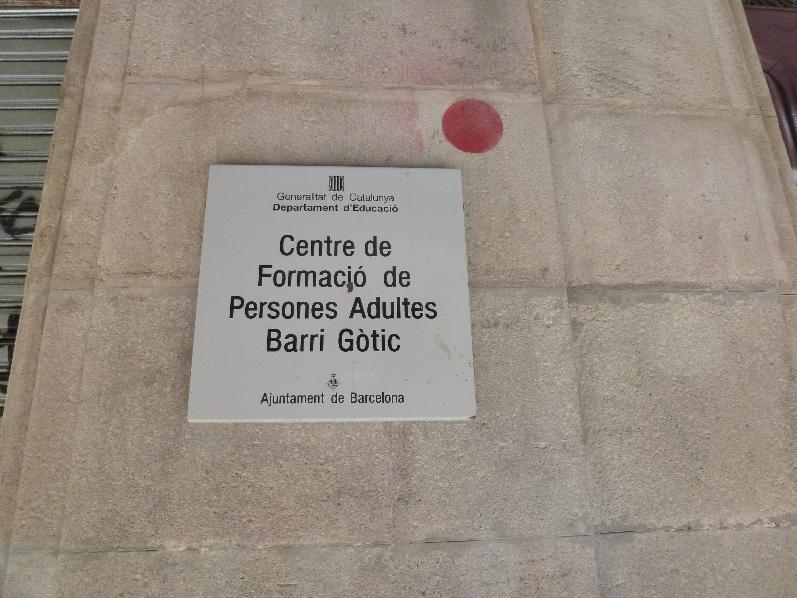 Generalitat de Catalunya
Departament d'Educació
Centre de
Formació de
Persones Adultes
Barri Gòtic
Ajuntament de Barcelona